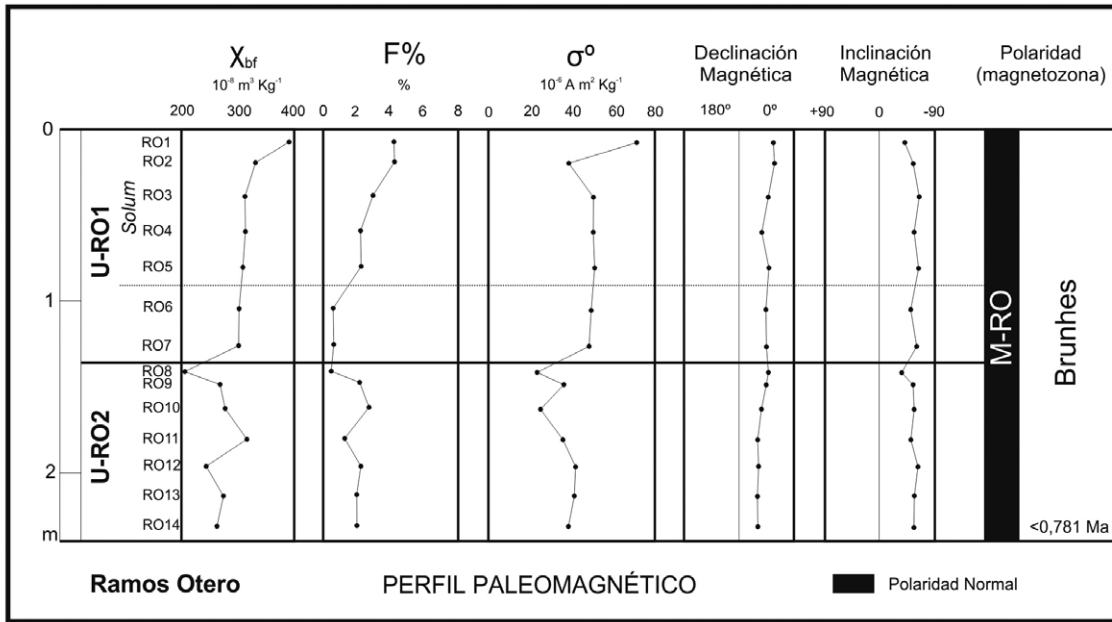 χbf F% σº Declinación Magnética Inclinación Magnética Polaridad (magnetozona)
10⁻⁸ m³ Kg⁻¹ % 10⁻⁶ A m² Kg⁻¹
200 300 400 0 2 4 6 8 0 20 40 60 80 180º 0º +90 0 -90
0
RO1
RO2
RO3
RO4
RO5
Solum
U-RO1
1
RO6
RO7
RO8
RO9
RO10
RO11
U-RO2
2
RO12
RO13
RO14
m
M-RO
Brunhes
<0,781 Ma
Ramos Otero PERFIL PALEOMAGNÉTICO Polaridad Normal